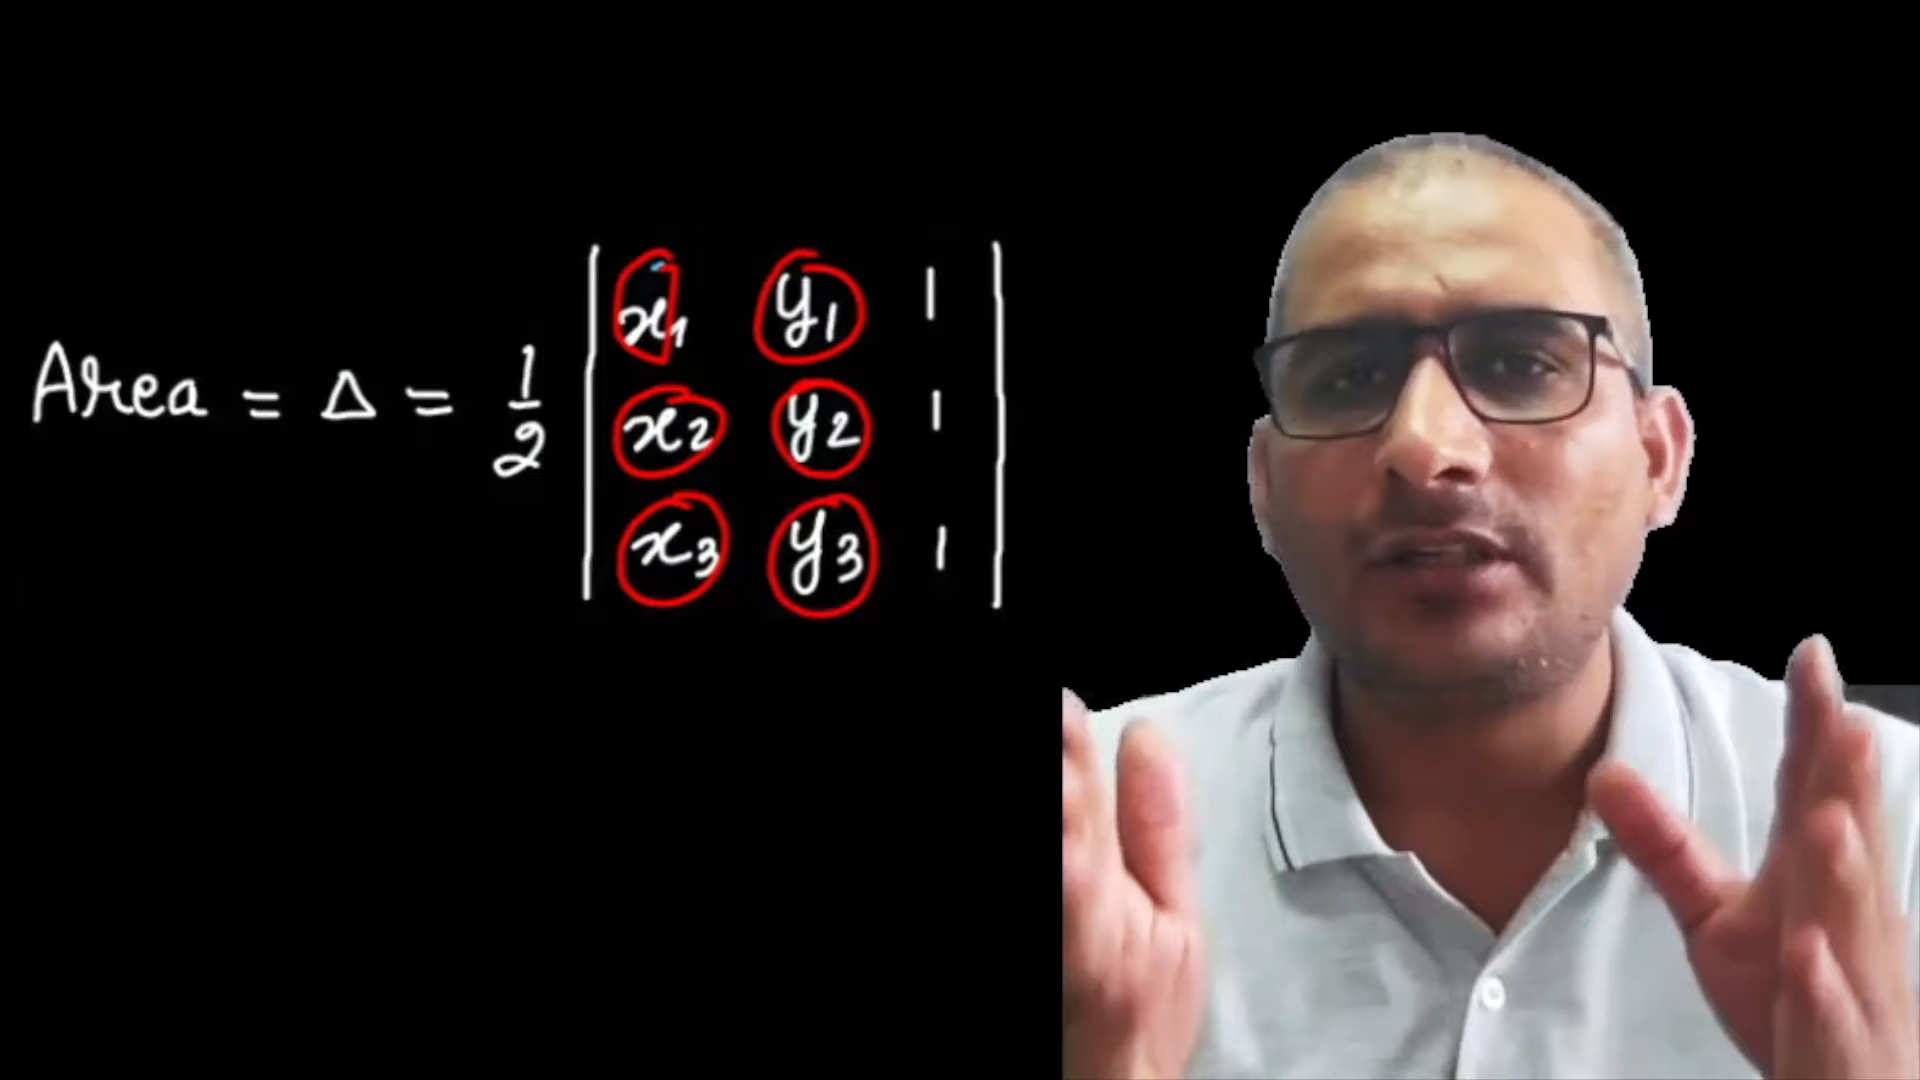 x₁ y₁ 1
Area = Δ = 1/2 | x₂ y₂ 1 |
x₃ y₃ 1